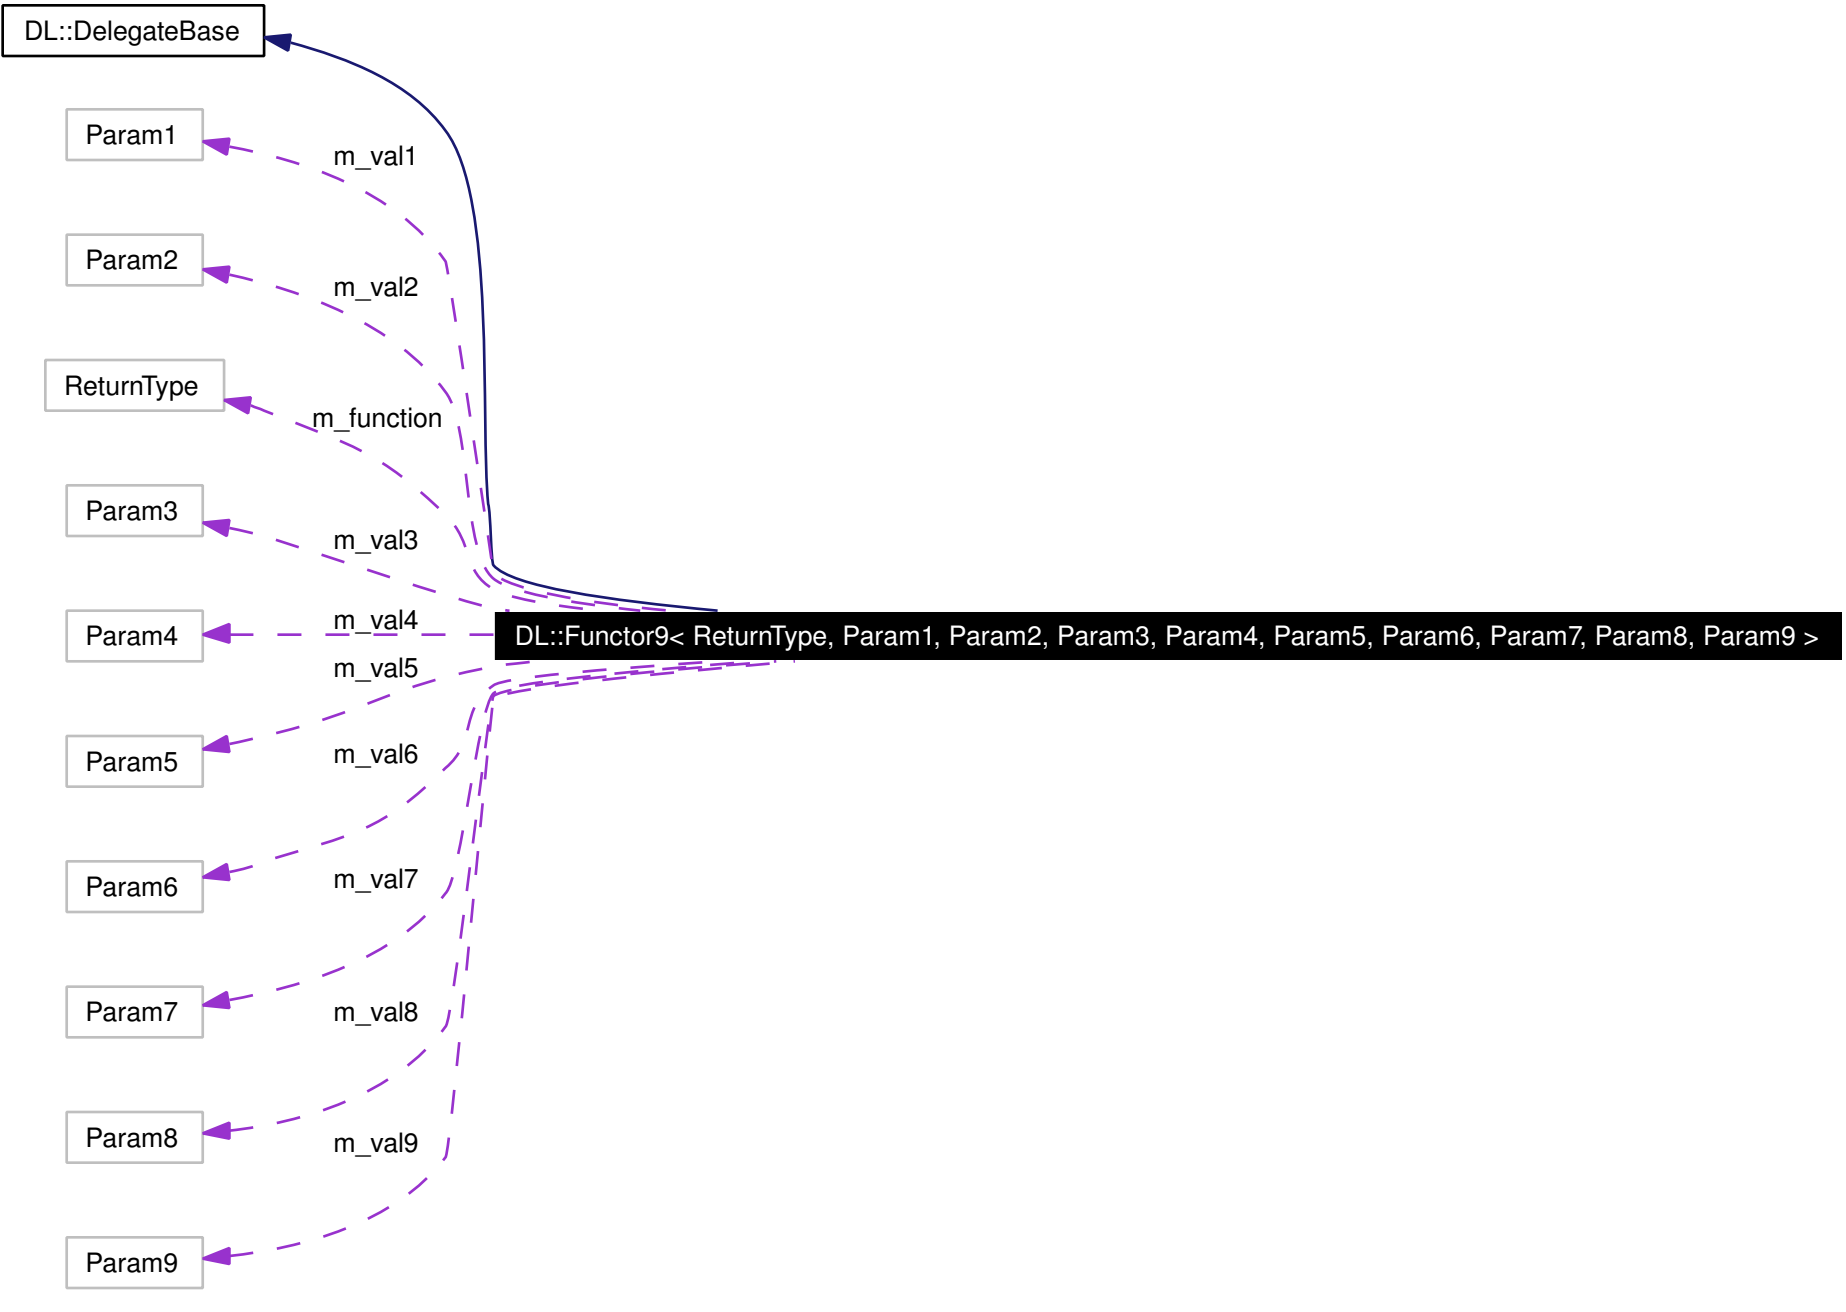 DL::DelegateBase
Param1
m_val1
Param2
m_val2
ReturnType
m_function
Param3
m_val3
Param4
m_val4
DL::Functor9< ReturnType, Param1, Param2, Param3, Param4, Param5, Param6, Param7, Param8, Param9 >
m_val5
Param5
m_val6
Param6
m_val7
Param7
m_val8
Param8
m_val9
Param9